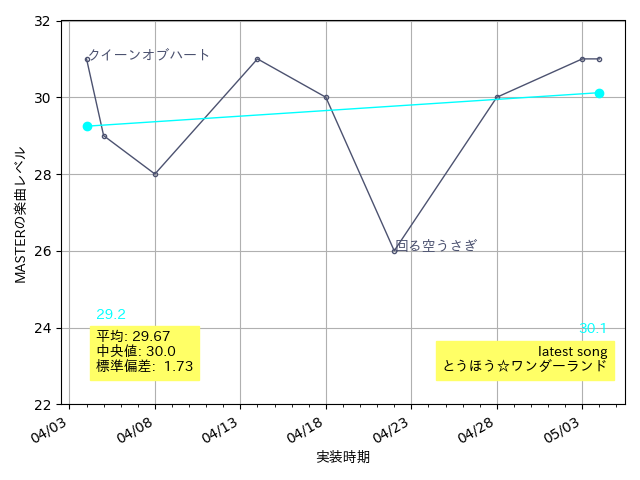 32
30
28
26
24
22
MASTERの楽曲レベル
クイーンオブハート
回る空うさぎ
29.2
平均: 29.67
中央値: 30.0
標準偏差: 1.73
30.1
latest song
とうほう☆ワンダーランド
04/03
04/08
04/13
04/18
04/23
04/28
05/03
実装時期